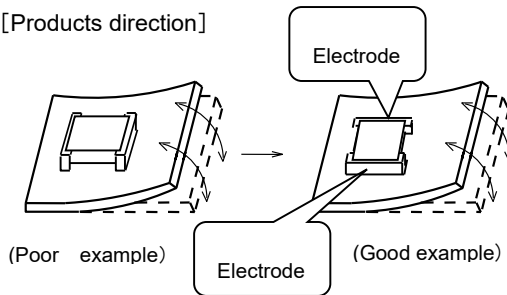 [Products direction]
Electrode
(Poor example)
Electrode
(Good example)